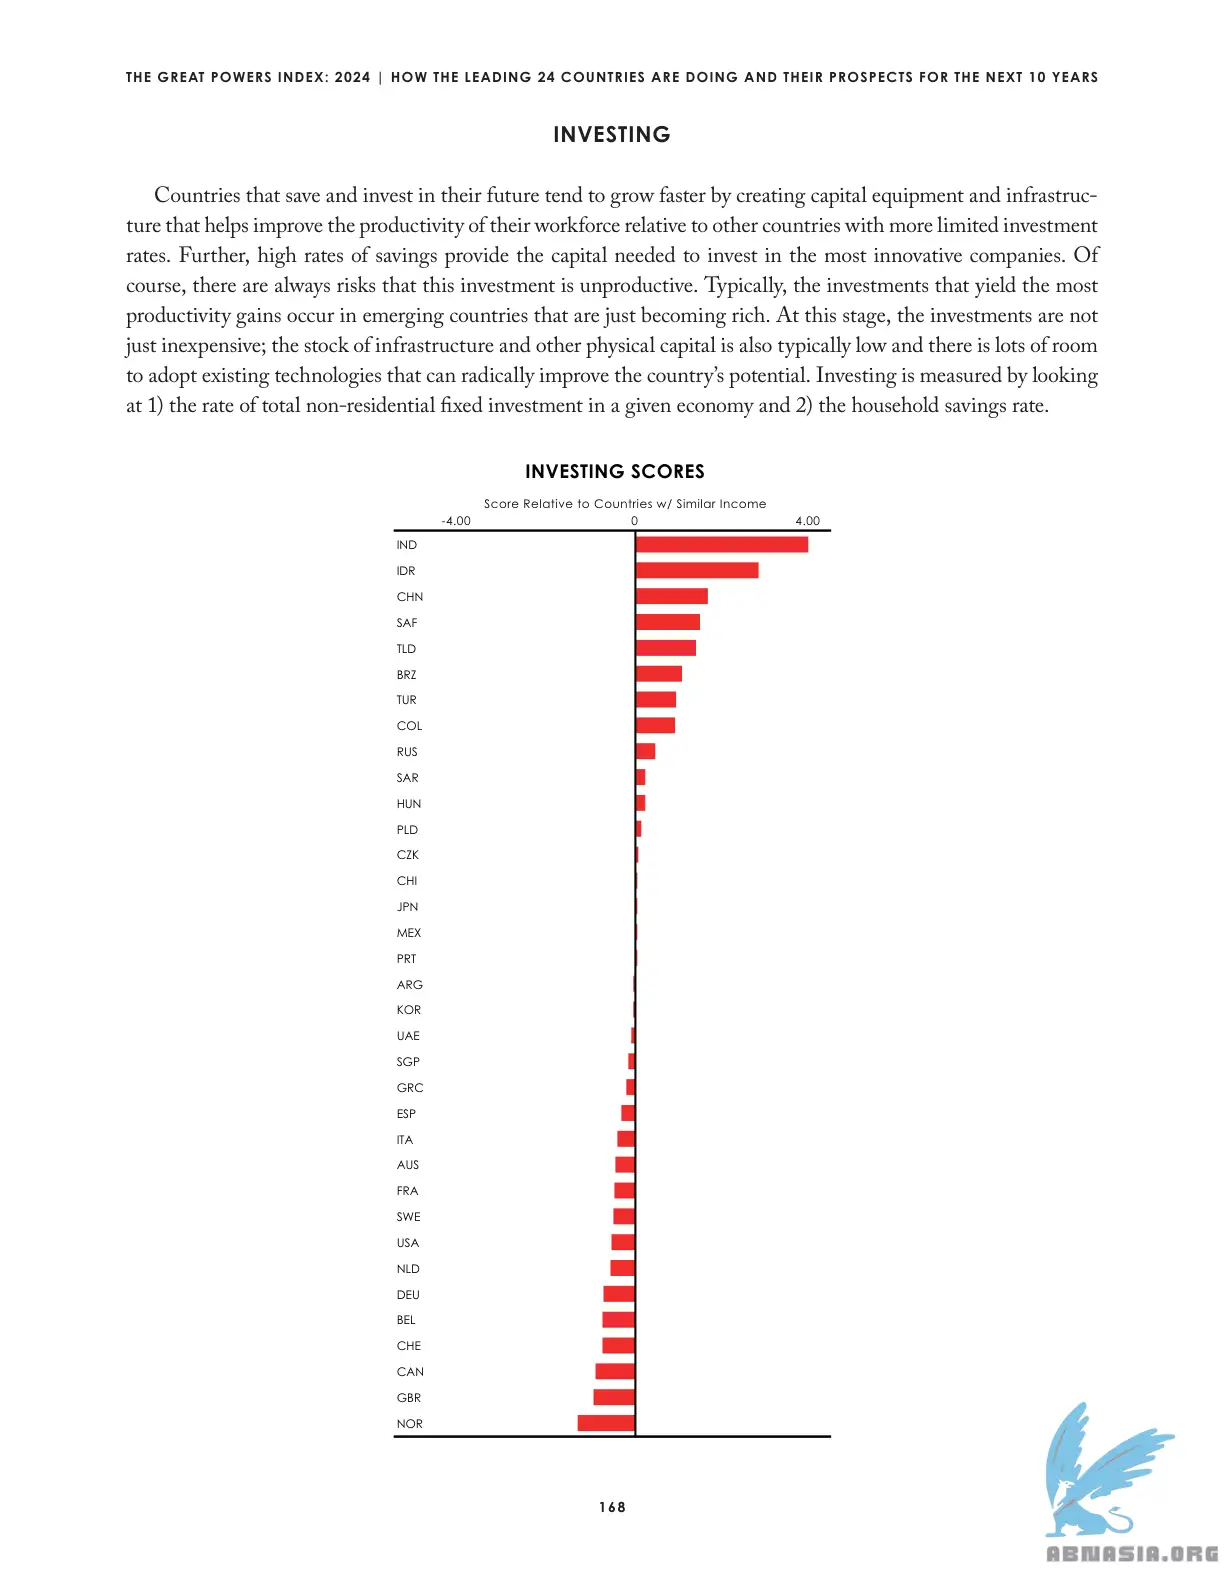 THE GREAT POWERS INDEX: 2024 | HOW THE LEADING 24 COUNTRIES ARE DOING AND THEIR PROSPECTS FOR THE NEXT 10 YEARS
INVESTING
Countries that save and invest in their future tend to grow faster by creating capital equipment and infrastruc-
ture that helps improve the productivity of their workforce relative to other countries with more limited investment
rates. Further, high rates of savings provide the capital needed to invest in the most innovative companies. Of
course, there are always risks that this investment is unproductive. Typically, the investments that yield the most
productivity gains occur in emerging countries that are just becoming rich. At this stage, the investments are not
just inexpensive; the stock of infrastructure and other physical capital is also typically low and there is lots of room
to adopt existing technologies that can radically improve the country’s potential. Investing is measured by looking
at 1) the rate of total non-residential fixed investment in a given economy and 2) the household savings rate.
INVESTING SCORES
Score Relative to Countries w/ Similar Income
-4.00 0 4.00
IND
IDR
CHN
SAF
TLD
BRZ
TUR
COL
RUS
SAR
HUN
PLD
CZK
CHI
JPN
MEX
PRT
ARG
KOR
UAE
SGP
GRC
ESP
ITA
AUS
FRA
SWE
USA
NLD
DEU
BEL
CHE
CAN
GBR
NOR
168
ABNASIA.ORG